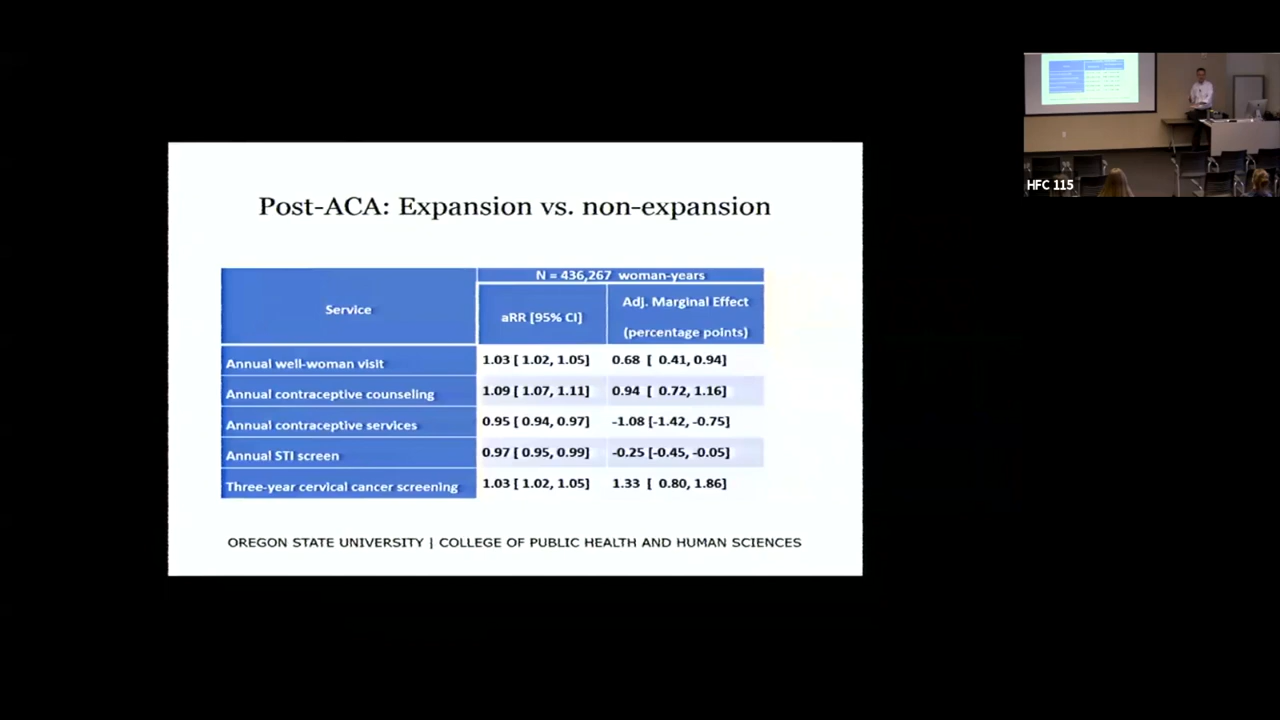 Post-ACA: Expansion vs. non-expansion
Service
N = 436,267 woman-years
aRR [95% CI]
Adj. Marginal Effect
(percentage points)
Annual well-woman visit 1.03 [ 1.02, 1.05] 0.68 [ 0.41, 0.94]
Annual contraceptive counseling 1.09 [ 1.07, 1.11] 0.94 [ 0.72, 1.16]
Annual contraceptive services 0.95 [ 0.94, 0.97] -1.08 [-1.42, -0.75]
Annual STI screen 0.97 [ 0.95, 0.99] -0.25 [-0.45, -0.05]
Three-year cervical cancer screening 1.03 [ 1.02, 1.05] 1.33 [ 0.80, 1.86]
OREGON STATE UNIVERSITY | COLLEGE OF PUBLIC HEALTH AND HUMAN SCIENCES
HFC 115